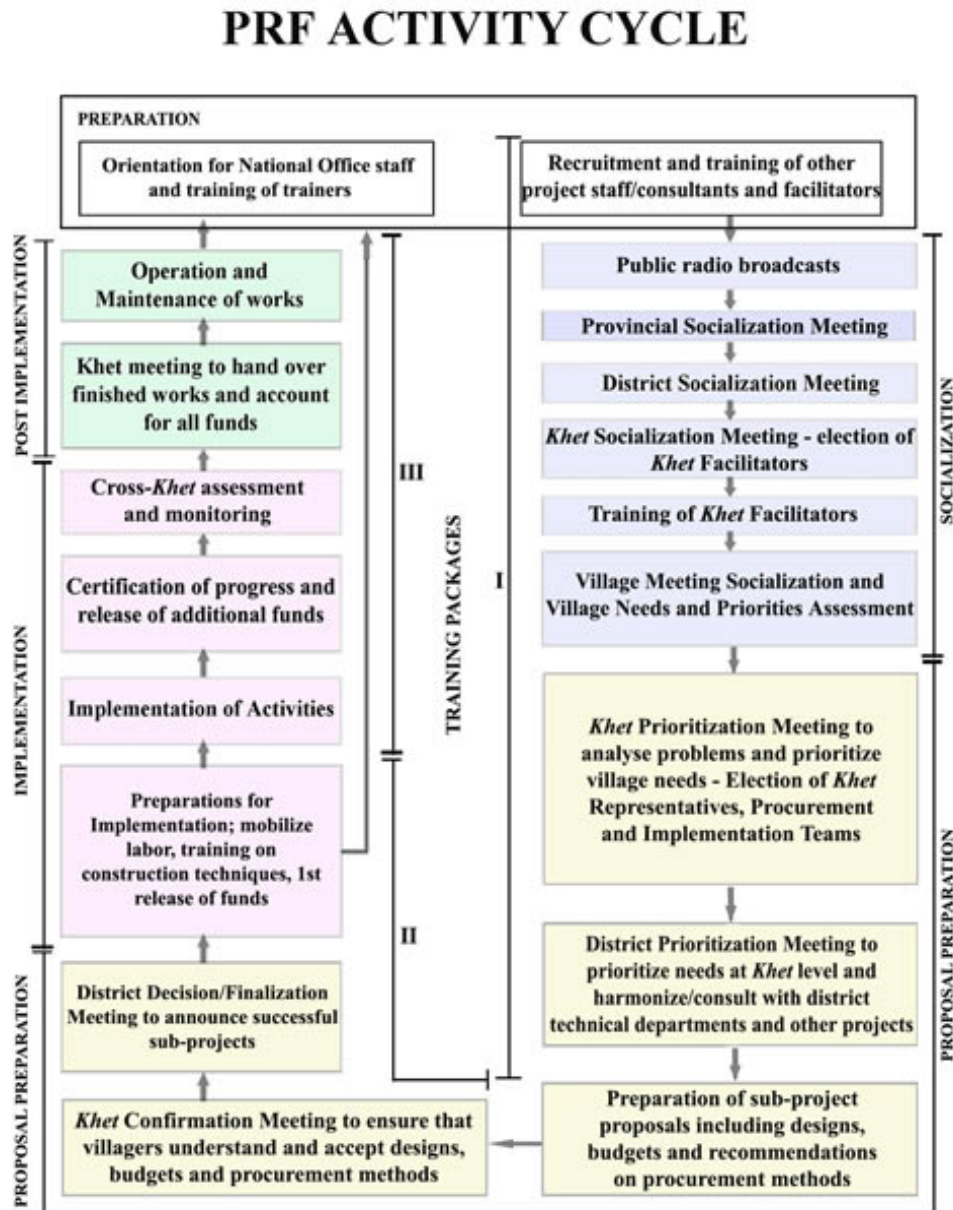 PRF ACTIVITY CYCLE
PREPARATION
Orientation for National Office staff
and training of trainers
Recruitment and training of other
project staff/consultants and facilitators
Public radio broadcasts
Provincial Socialization Meeting
District Socialization Meeting
Khet Socialization Meeting - election of
Khet Facilitators
Training of Khet Facilitators
Village Meeting Socialization and
Village Needs and Priorities Assessment
SOCIALIZATION
Khet Prioritization Meeting to
analyse problems and prioritize
village needs - Election of Khet
Representatives, Procurement
and Implementation Teams
District Prioritization Meeting to
prioritize needs at Khet level and
harmonize/consult with district
technical departments and other projects
Preparation of sub-project
proposals including designs,
budgets and recommendations
on procurement methods
PROPOSAL PREPARATION
Khet Confirmation Meeting to ensure that
villagers understand and accept designs,
budgets and procurement methods
District Decision/Finalization
Meeting to announce successful
sub-projects
PROPOSAL PREPARATION
Preparations for
Implementation; mobilize
labor, training on
construction techniques, 1st
release of funds
Implementation of Activities
Certification of progress and
release of additional funds
Cross-Khet assessment
and monitoring
IMPLEMENTATION
Khet meeting to hand over
finished works and account
for all funds
Operation and
Maintenance of works
POST IMPLEMENTATION
TRAINING PACKAGES
I
II
III